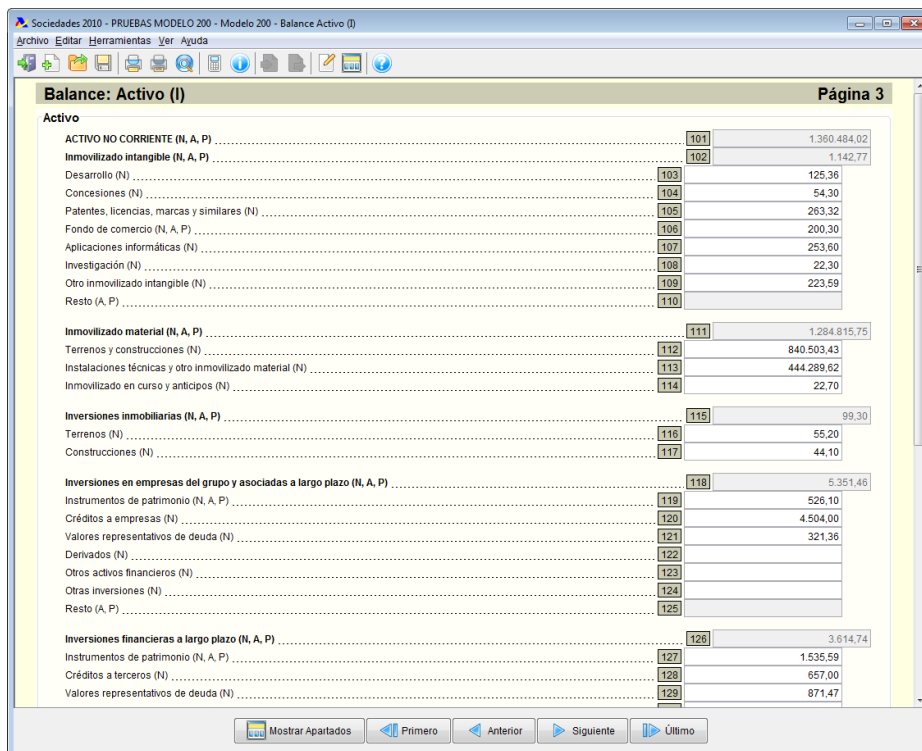 Sociedades 2010 - PRUEBAS MODELO 200 - Modelo 200 - Balance Activo (I)
Archivo Editar Herramientas Ver Ayuda
Balance: Activo (I) Página 3
Activo
ACTIVO NO CORRIENTE (N, A, P) 101 1.360.484,02
Inmovilizado intangible (N, A, P) 102 1.142,77
Desarrollo (N) 103 125,36
Concesiones (N) 104 54,30
Patentes, licencias, marcas y similares (N) 105 263,32
Fondo de comercio (N, A, P) 106 200,30
Aplicaciones informáticas (N) 107 253,60
Investigación (N) 108 22,30
Otro inmovilizado intangible (N) 109 223,59
Resto (A, P) 110
Inmovilizado material (N, A, P) 111 1.284.815,75
Terrenos y construcciones (N) 112 840.503,43
Instalaciones técnicas y otro inmovilizado material (N) 113 444.289,62
Inmovilizado en curso y anticipos (N) 114 22,70
Inversiones inmobiliarias (N, A, P) 115 99,30
Terrenos (N) 116 55,20
Construcciones (N) 117 44,10
Inversiones en empresas del grupo y asociadas a largo plazo (N, A, P) 118 5.351,46
Instrumentos de patrimonio (N, A, P) 119 526,10
Créditos a empresas (N) 120 4.504,00
Valores representativos de deuda (N) 121 321,36
Derivados (N) 122
Otros activos financieros (N) 123
Otras inversiones (N) 124
Resto (A, P) 125
Inversiones financieras a largo plazo (N, A, P) 126 3.614,74
Instrumentos de patrimonio (N, A, P) 127 1.535,59
Créditos a terceros (N) 128 657,00
Valores representativos de deuda (N) 129 871,47
Mostrar Apartados Primero Anterior Siguiente Último